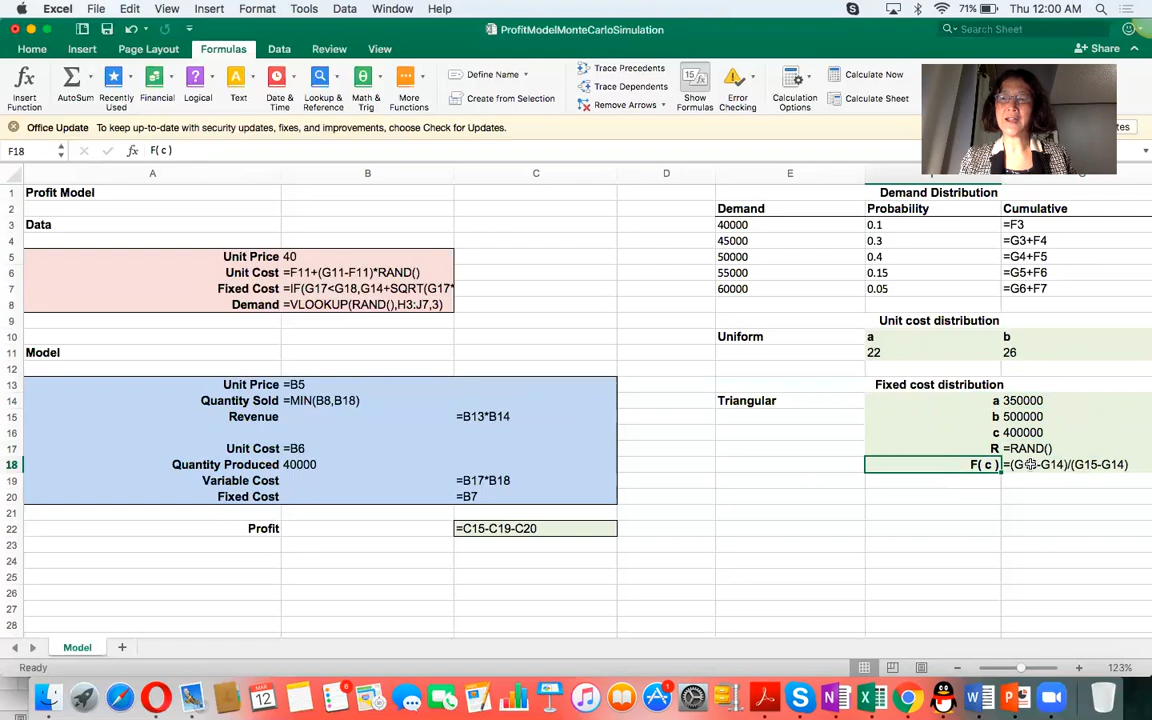 Excel File Edit View Insert Format Tools Data Window Help 71% Thu 12:00 AM
ProfitModelMonteCarloSimulation Search Sheet
Home Insert Page Layout Formulas Data Review View Share
Insert Function
AutoSum
Recently Used
Financial
Logical
Text
Date & Time
Lookup & Reference
Math & Trig
More Functions
Define Name
Create from Selection
Trace Precedents
Trace Dependents
Remove Arrows
Show Formulas
Error Checking
Calculation Options
Calculate Now
Calculate Sheet
Office Update To keep up-to-date with security updates, fixes, and improvements, choose Check for Updates.
F18 fx F( c )
A B C D E
1 Profit Model Demand Distribution
2 Demand Probability Cumulative
3 Data 40000 0.1 =F3
4 45000 0.3 =G3+F4
5 Unit Price 40 50000 0.4 =G4+F5
6 Unit Cost =F11+(G11-F11)*RAND() 55000 0.15 =G5+F6
7 Fixed Cost =IF(G17<G18,G14+SQRT(G17* 60000 0.05 =G6+F7
8 Demand =VLOOKUP(RAND(),H3:J7,3)
9 Unit cost distribution
10 Uniform a b
11 Model 22 26
12
13 Unit Price =B5 Fixed cost distribution
14 Quantity Sold =MIN(B8,B18) Triangular a 350000
15 Revenue =B13*B14 b 500000
16 c 400000
17 Unit Cost =B6 R =RAND()
18 Quantity Produced 40000 F( c ) -G14)/(G15-G14)
19 Variable Cost =B17*B18
20 Fixed Cost =B7
21
22 Profit =C15-C19-C20
23
24
25
26
27
28
Model
Ready 123%
MAR 12
6